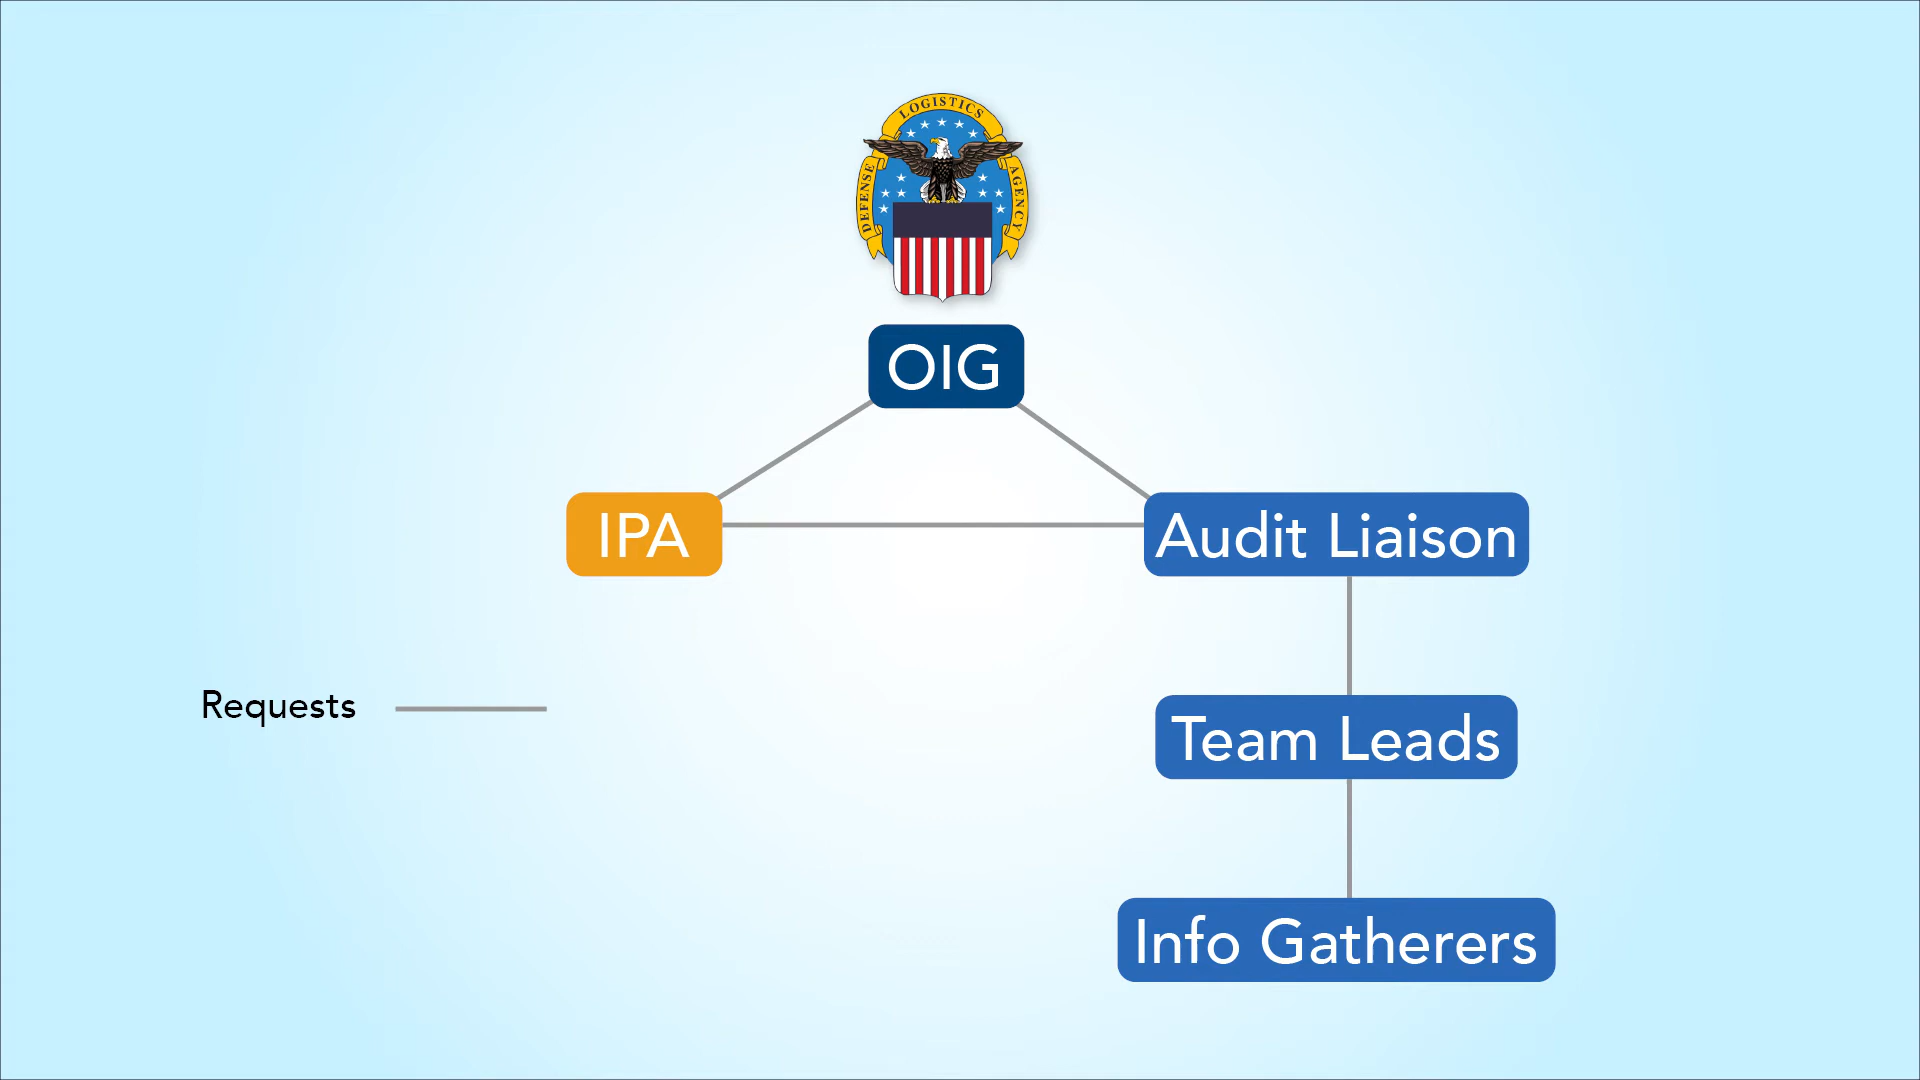 DEFENSE LOGISTICS AGENCY
OIG
IPA
Audit Liaison
Requests
Team Leads
Info Gatherers